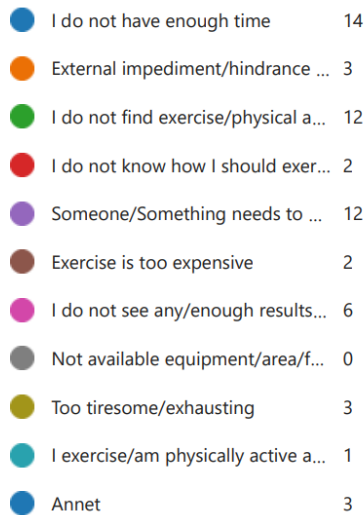 I do not have enough time 14
External impediment/hindrance ... 3
I do not find exercise/physical a... 12
I do not know how I should exer... 2
Someone/Something needs to ... 12
Exercise is too expensive 2
I do not see any/enough results... 6
Not available equipment/area/f... 0
Too tiresome/exhausting 3
I exercise/am physically active a... 1
Annet 3